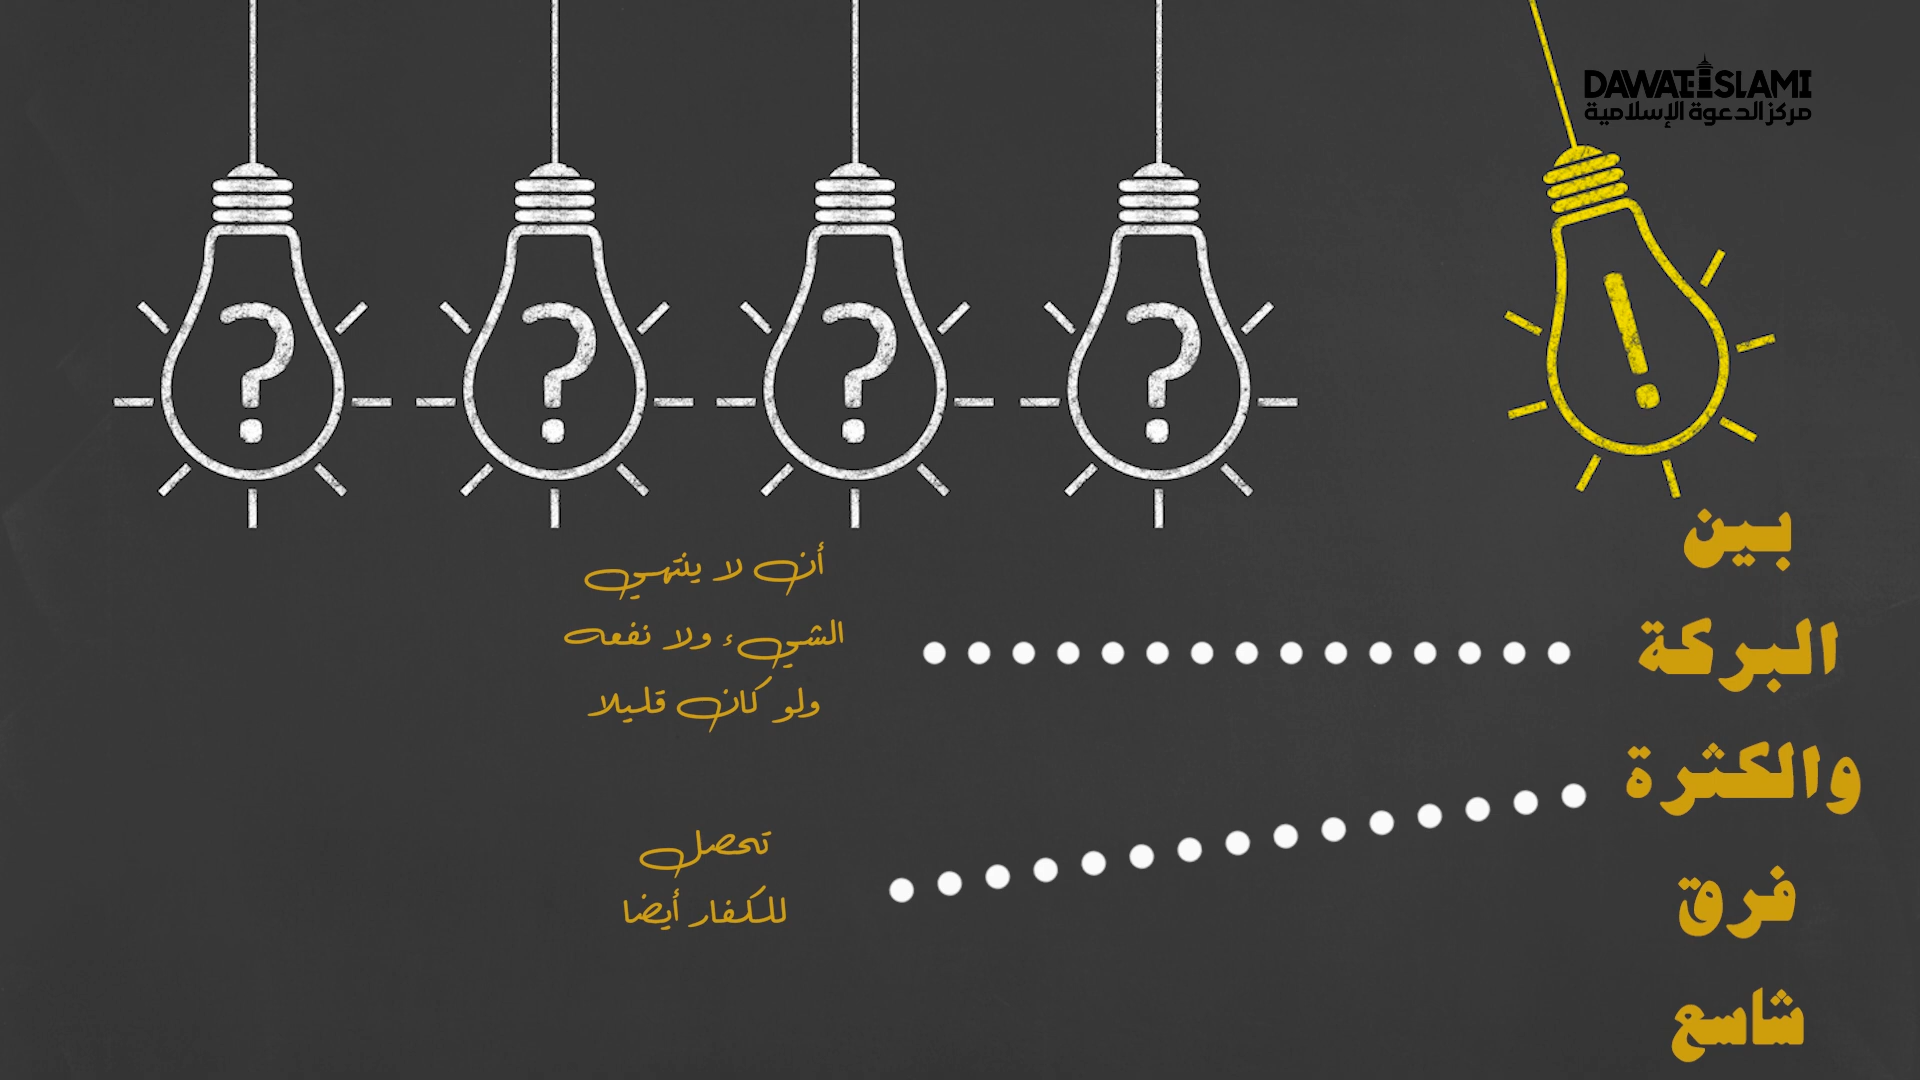 DAWATEISLAMI
مركز الدعوة الإسلامية
?
?
?
?
!
بين
البركة
والكثرة
فرق
شاسع
أن لا ينتهي
الشيء ولا نفعه
ولو كان قليلا
تحصل
للكفار أيضا